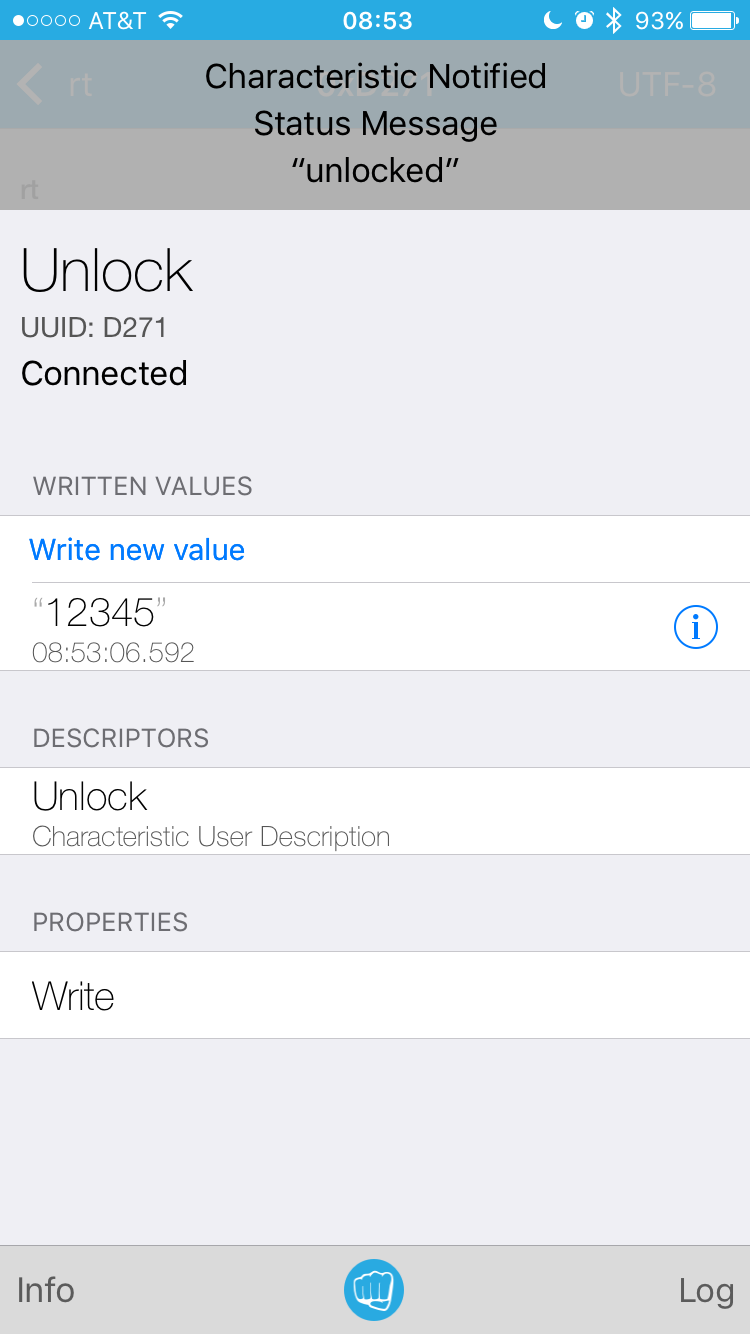 AT&T 08:53 93%
Characteristic Notified
rt 0xD271 UTF-8
Status Message
“unlocked”
rt
Unlock
UUID: D271
Connected
WRITTEN VALUES
Write new value
“12345”
08:53:06.592
DESCRIPTORS
Unlock
Characteristic User Description
PROPERTIES
Write
Info Log